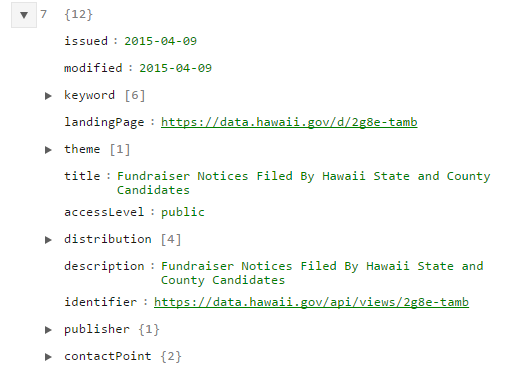 7 {12}
issued : 2015-04-09
modified : 2015-04-09
keyword [6]
landingPage : https://data.hawaii.gov/d/2g8e-tamb
theme [1]
title : Fundraiser Notices Filed By Hawaii State and County
Candidates
accessLevel : public
distribution [4]
description : Fundraiser Notices Filed By Hawaii State and
County Candidates
identifier : https://data.hawaii.gov/api/views/2g8e-tamb
publisher {1}
contactPoint {2}